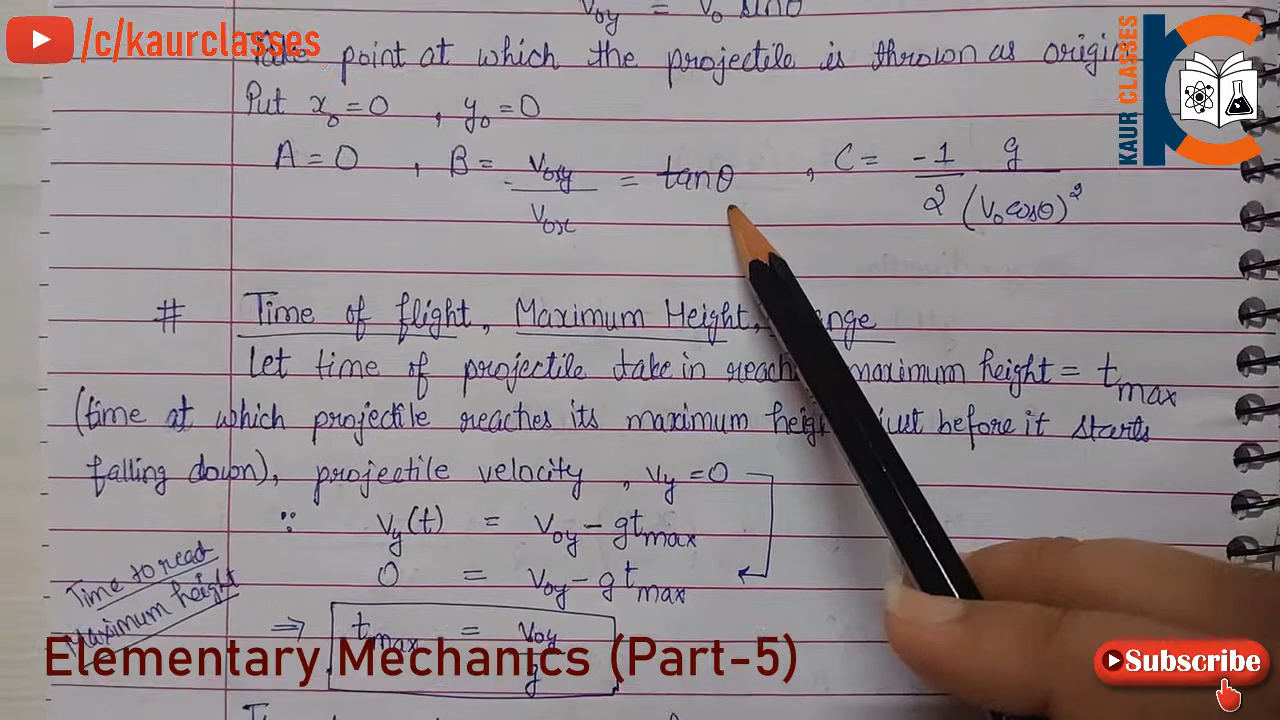 v₀y = v₀ sinθ
/c/kaurclasses
Take point at which the projectile is thrown as origin
KAUR CLASSES
Put x₀=0 , y₀=0
A=0 , B= v₀y/v₀x = tanθ , C= -1/2 g/(v₀cosθ)²
# Time of flight, Maximum Height, Range
Let time of projectile take in reach maximum height = tmax
(time at which projectile reaches its maximum height just before it starts
falling down), projectile velocity , vy=0
∵ vy(t) = v₀y - gtmax
0 = v₀y - gtmax
Time to reach
Maximum height
⇒ tmax = v₀y/g
Elementary Mechanics (Part-5)
Subscribe